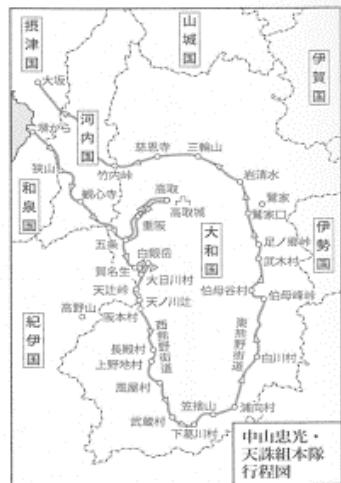 摂津国
山城国
伊賀国
大坂
堺から
河内国
慈恩寺
三輪山
竹内峠
狭山
岩清水
和泉国
観心寺
高取
高取城
鷲家
鷲家口
重阪
五条
大和国
伊勢国
足ノ郷峠
武木村
白銀岳
賀名生
大日川村
天辻峠
天ノ川辻
伯母谷村
伯母峰峠
高野山
阪本村
紀伊国
西熊野街道
東熊野街道
長殿村
上野地村
白川村
風屋村
笠捨山
浦向村
武蔵村
下葛川村
中山忠光・
天誅組本隊
行程図